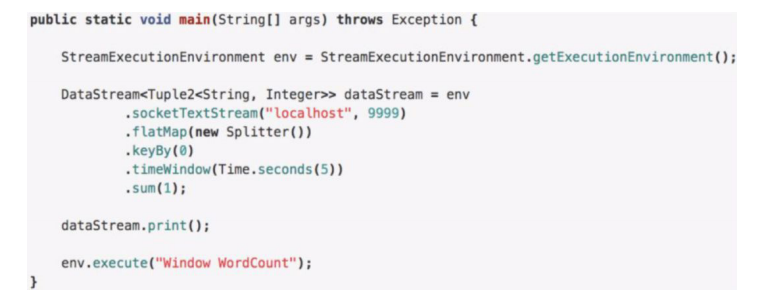 public static void main(String[] args) throws Exception {
    StreamExecutionEnvironment env = StreamExecutionEnvironment.getExecutionEnvironment();
    DataStream<Tuple2<String, Integer>> dataStream = env
            .socketTextStream("localhost", 9999)
            .flatMap(new Splitter())
            .keyBy(0)
            .timeWindow(Time.seconds(5))
            .sum(1);
    dataStream.print();
    env.execute("Window WordCount");
}